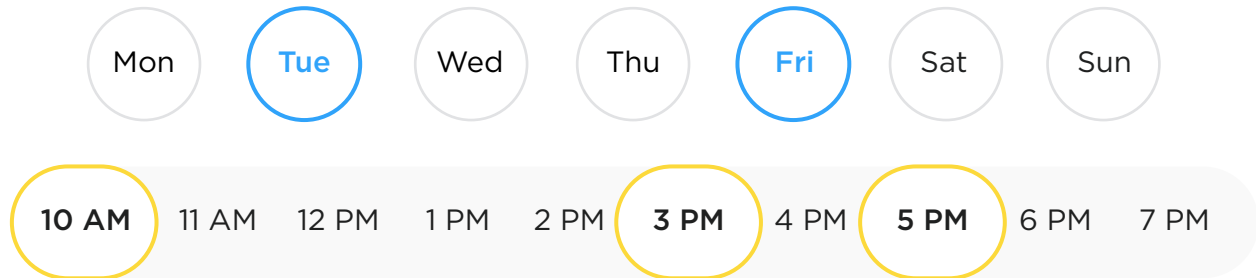 Mon Tue Wed Thu Fri Sat Sun
10 AM 11 AM 12 PM 1 PM 2 PM 3 PM 4 PM 5 PM 6 PM 7 PM